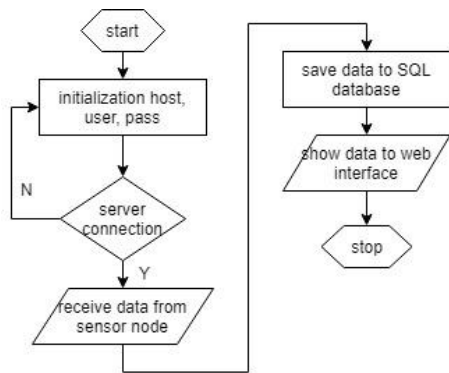 start
initialization host,
user, pass
N
server
connection
Y
receive data from
sensor node
save data to SQL
database
show data to web
interface
stop